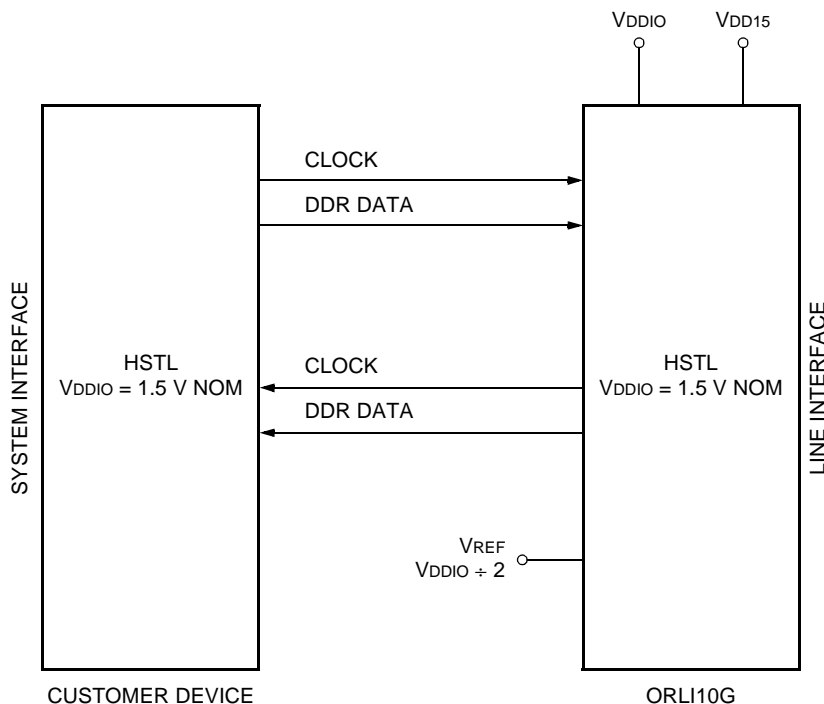 VDDIO
VDD15
CLOCK
DDR DATA
SYSTEM INTERFACE
HSTL
VDDIO = 1.5 V NOM
CLOCK
DDR DATA
HSTL
VDDIO = 1.5 V NOM
LINE INTERFACE
VREF
VDDIO ÷ 2
CUSTOMER DEVICE
ORLI10G